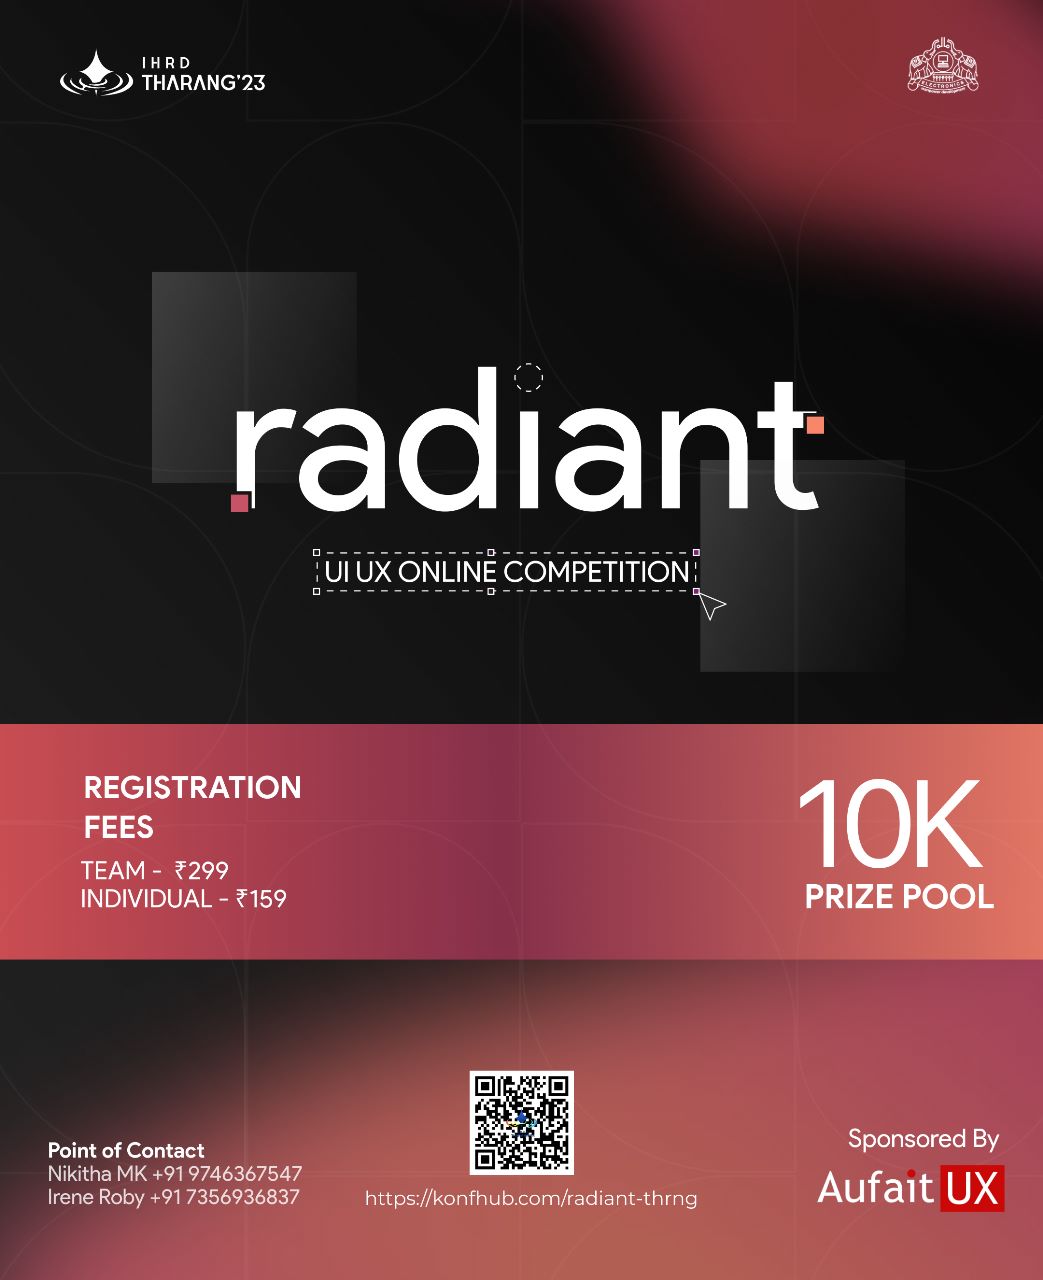 IHRD
THARANG'23
ELECTRONICS
radiant
UI UX ONLINE COMPETITION
REGISTRATION
FEES
TEAM - ₹299
INDIVIDUAL - ₹159
10K
PRIZE POOL
Point of Contact
Nikitha MK +91 9746367547
Irene Roby +91 7356936837
https://konfhub.com/radiant-thrng
Sponsored By
Aufait UX